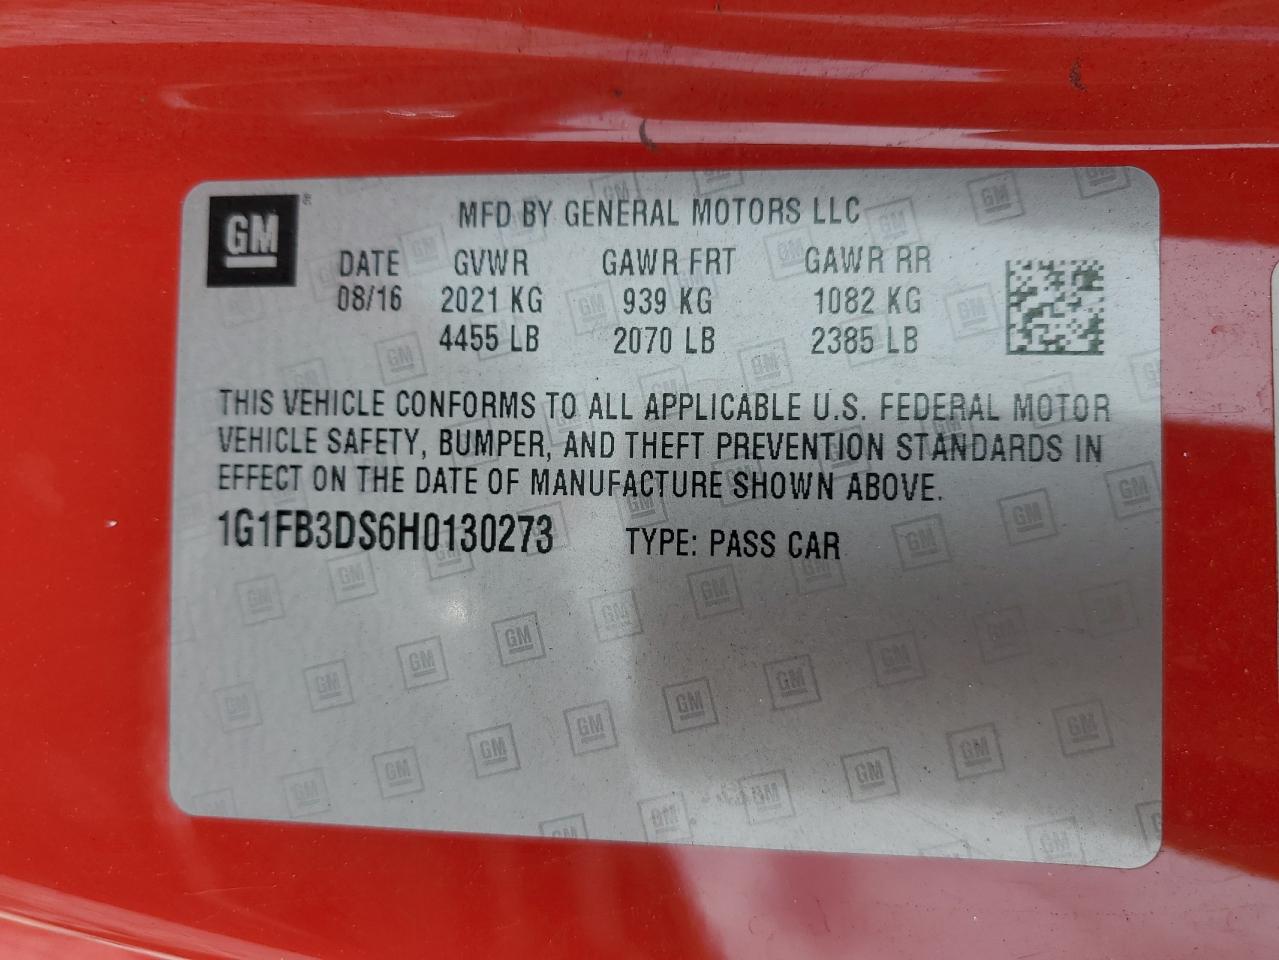 GM
MFD BY GENERAL MOTORS LLC
DATE GVWR GAWR FRT GAWR RR
08/16 2021 KG 939 KG 1082 KG
4455 LB 2070 LB 2385 LB
THIS VEHICLE CONFORMS TO ALL APPLICABLE U.S. FEDERAL MOTOR
VEHICLE SAFETY, BUMPER, AND THEFT PREVENTION STANDARDS IN
EFFECT ON THE DATE OF MANUFACTURE SHOWN ABOVE.
1G1FB3DS6H0130273 TYPE: PASS CAR